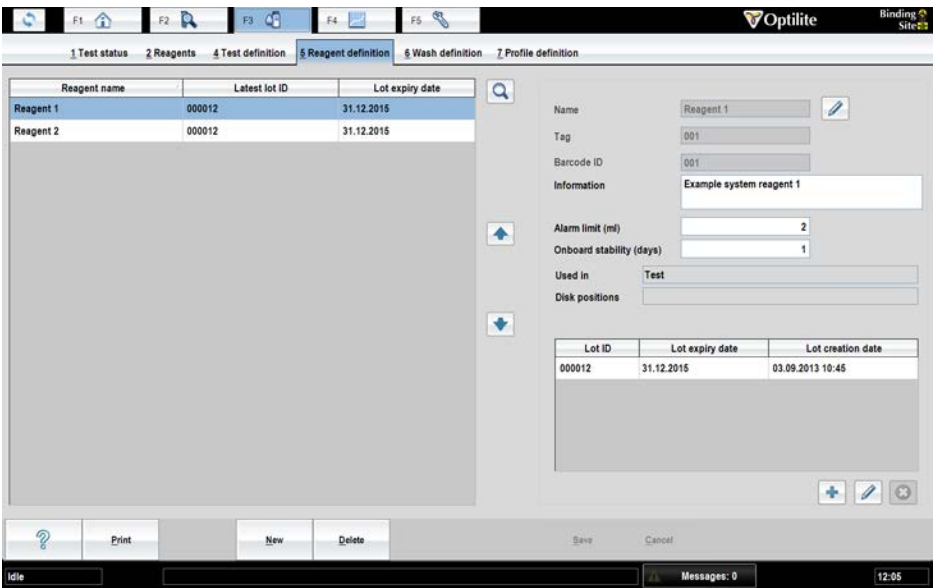 F1 F2 F3 F4 F5 Optilite Binding Site
1 Test status 2 Reagents 4 Test definition 5 Reagent definition 6 Wash definition 7 Profile definition
Reagent name Latest lot ID Lot expiry date
Reagent 1 000012 31.12.2015
Reagent 2 000012 31.12.2015
Name Reagent 1
Tag 001
Barcode ID 001
Information Example system reagent 1
Alarm limit (ml) 2
Onboard stability (days) 1
Used in Test
Disk positions
Lot ID Lot expiry date Lot creation date
000012 31.12.2015 03.09.2013 10:45
? Print New Delete Save Cancel
Idle Messages: 0 12:05